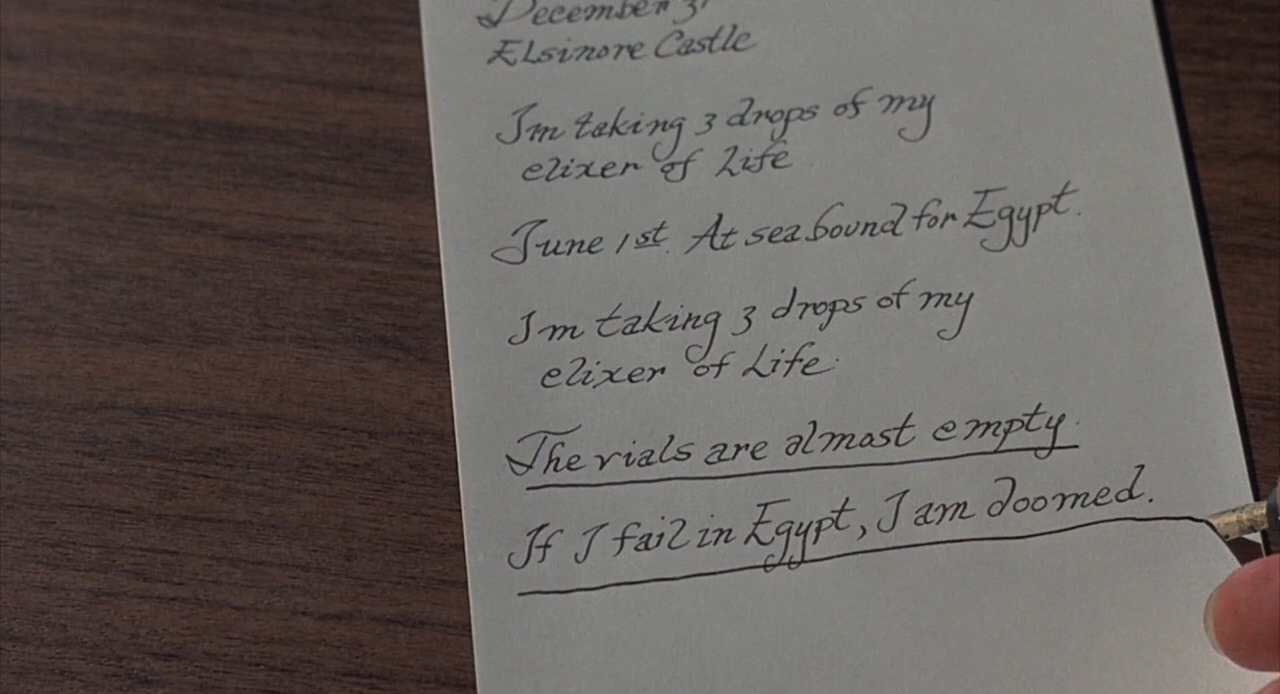 December 31
Elsinore Castle
Im taking 3 drops of my
elixer of Life
June 1st. At sea bound for Egypt.
Im taking 3 drops of my
elixer of Life.
The vials are almost empty.
If I fail in Egypt, I am doomed.